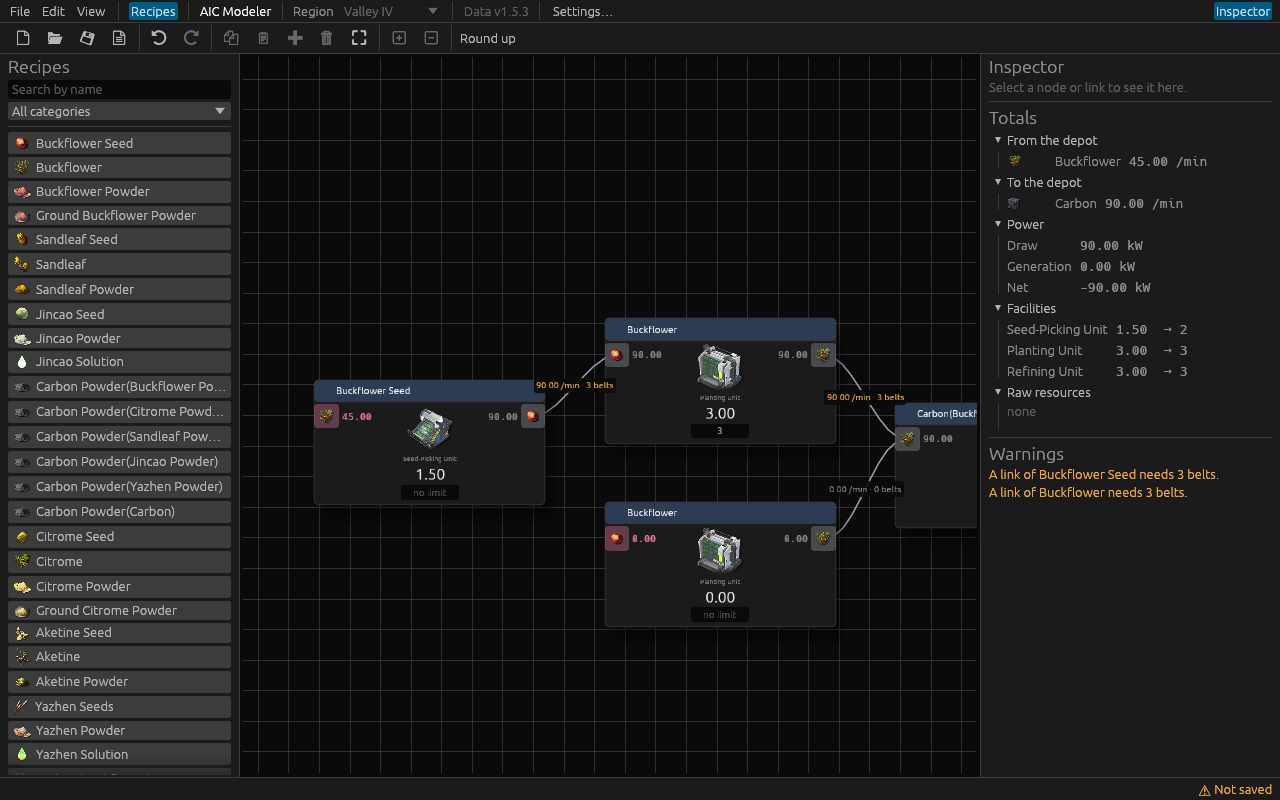 File Edit View Recipes AIC Modeler Region Valley IV Data v1.5.3 Settings… Inspector
Round up
Recipes
Search by name
All categories
Buckflower Seed
Buckflower
Buckflower Powder
Ground Buckflower Powder
Sandleaf Seed
Sandleaf
Sandleaf Powder
Jincao Seed
Jincao Powder
Jincao Solution
Carbon Powder(Buckflower Po…
Carbon Powder(Citrome Powd…
Carbon Powder(Sandleaf Pow…
Carbon Powder(Jincao Powder)
Carbon Powder(Yazhen Powder)
Carbon Powder(Carbon)
Citrome Seed
Citrome
Citrome Powder
Ground Citrome Powder
Aketine Seed
Aketine
Aketine Powder
Yazhen Seeds
Yazhen Powder
Yazhen Solution
Buckflower Seed
45.00
90.00
Seed-Picking Unit
1.50
no limit
90.00 /min · 3 belts
Buckflower
90.00
90.00
Planting Unit
3.00
3
90.00 /min · 3 belts
Buckflower
0.00
0.00
Planting Unit
0.00
no limit
0.00 /min · 0 belts
Carbon(Buckf
90.00
Inspector
Select a node or link to see it here.
Totals
From the depot
Buckflower 45.00 /min
To the depot
Carbon 90.00 /min
Power
Draw 90.00 kW
Generation 0.00 kW
Net −90.00 kW
Facilities
Seed-Picking Unit 1.50 → 2
Planting Unit 3.00 → 3
Refining Unit 3.00 → 3
Raw resources
none
Warnings
A link of Buckflower Seed needs 3 belts.
A link of Buckflower needs 3 belts.
⚠ Not saved